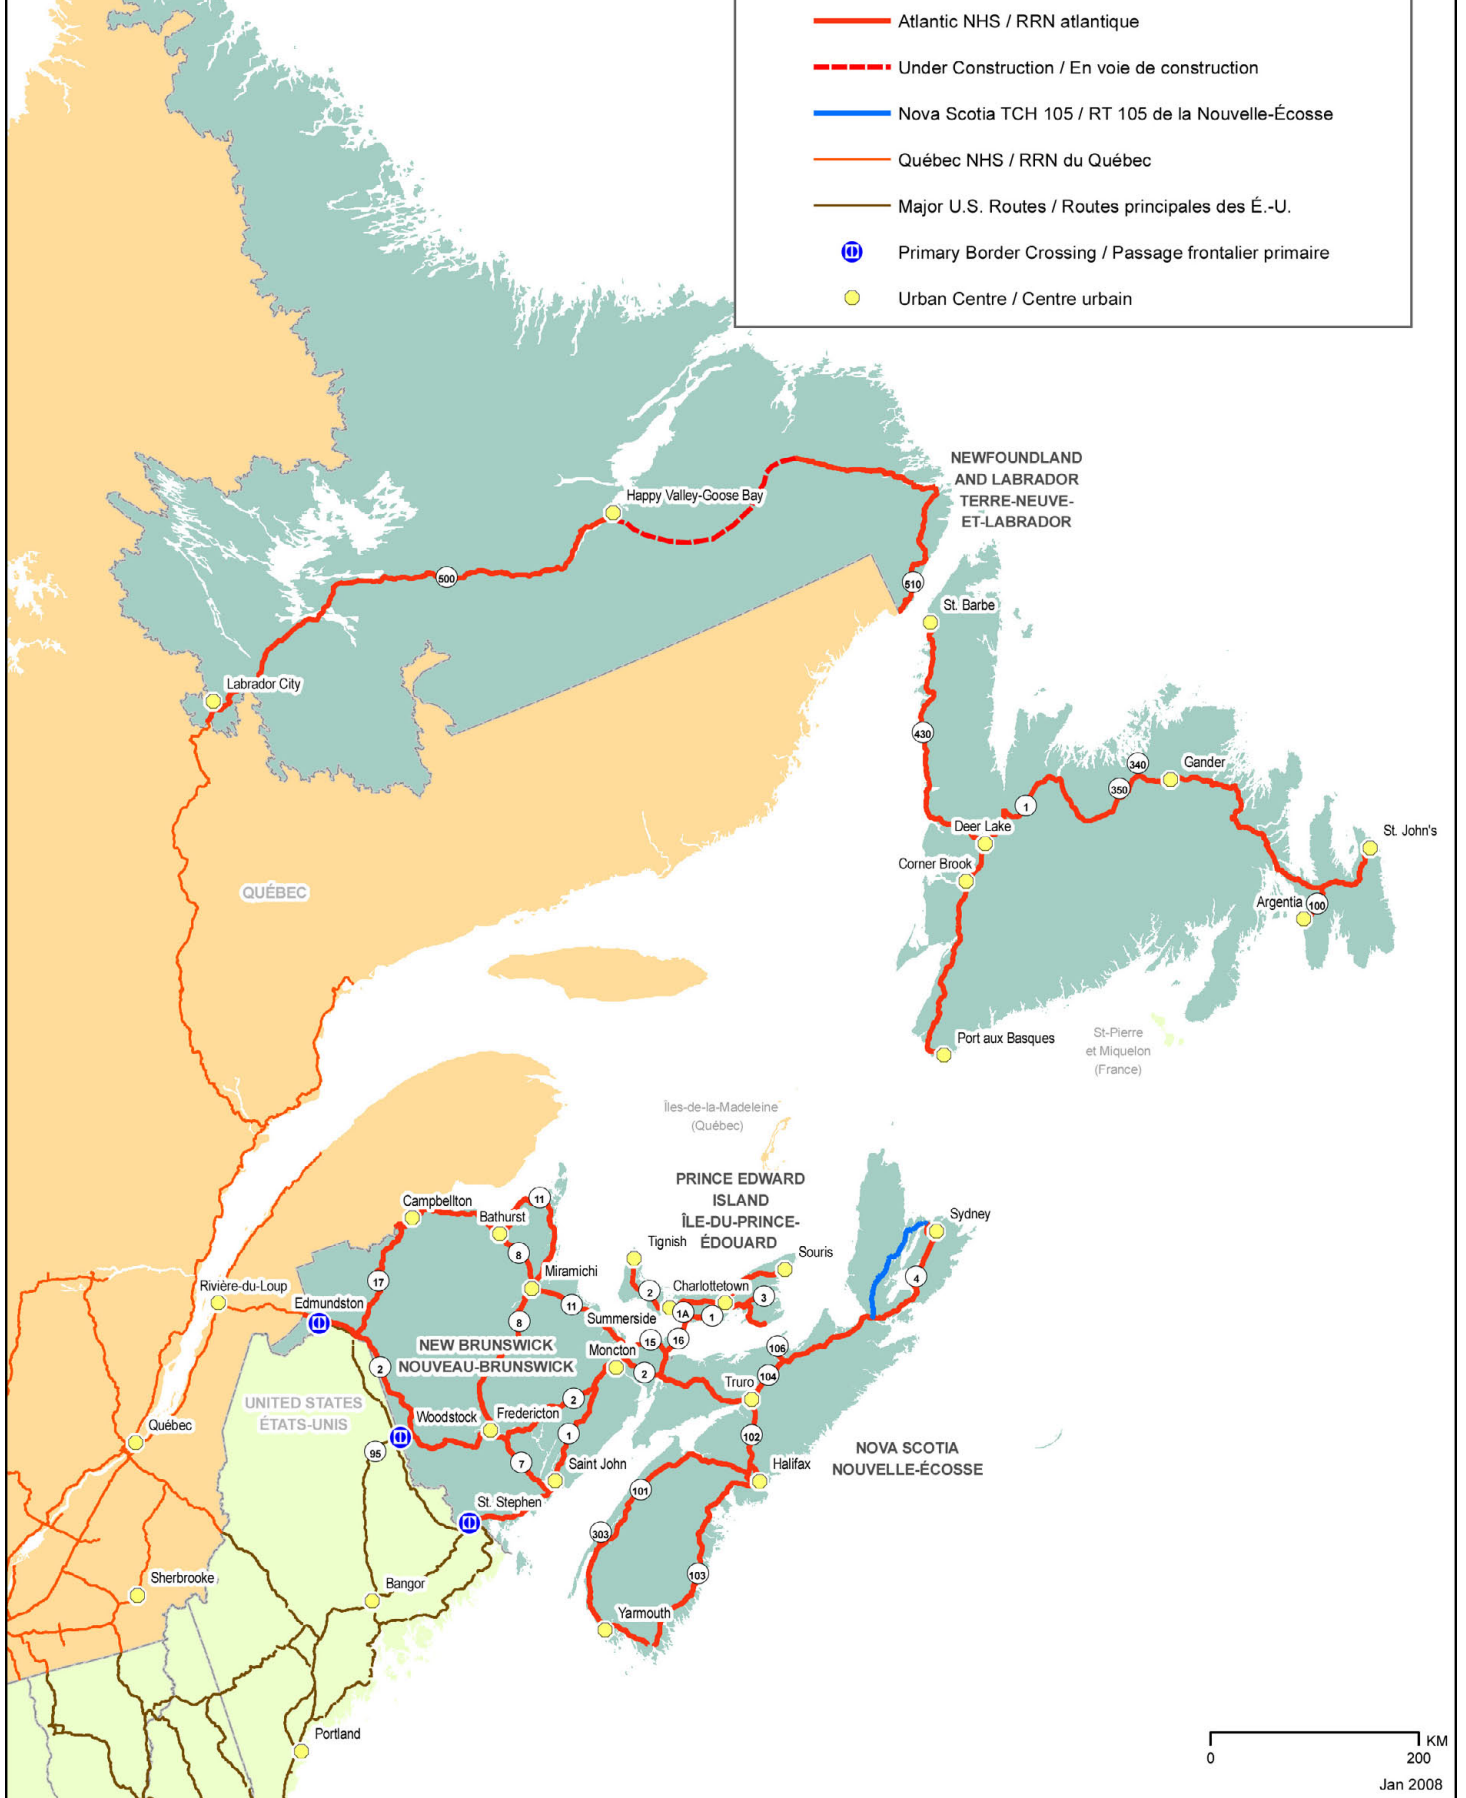 Atlantic NHS / RRN atlantique
Under Construction / En voie de construction
Nova Scotia TCH 105 / RT 105 de la Nouvelle-Écosse
Québec NHS / RRN du Québec
Major U.S. Routes / Routes principales des É.-U.
Primary Border Crossing / Passage frontalier primaire
Urban Centre / Centre urbain
NEWFOUNDLAND
AND LABRADOR
TERRE-NEUVE-
ET-LABRADOR
Happy Valley-Goose Bay
500
510
St. Barbe
Labrador City
430
340
Gander
350
1
Deer Lake
St. John's
Corner Brook
QUÉBEC
Argentia
100
Port aux Basques
St-Pierre
et Miquelon
(France)
Îles-de-la-Madeleine
(Québec)
PRINCE EDWARD
ISLAND
ÎLE-DU-PRINCE-
ÉDOUARD
Campbellton
11
Bathurst
Sydney
Tignish
8
Souris
Miramichi
17
4
Rivière-du-Loup
Charlottetown
2
3
Edmundston
11
1A
1
Summerside
8
NEW BRUNSWICK
NOUVEAU-BRUNSWICK
15
16
106
Moncton
2
2
104
Truro
UNITED STATES
ÉTATS-UNIS
2
Woodstock
Fredericton
Québec
1
102
95
NOVA SCOTIA
NOUVELLE-ÉCOSSE
7
Saint John
Halifax
101
St. Stephen
303
Sherbrooke
Bangor
103
Yarmouth
Portland
KM
0
200
Jan 2008